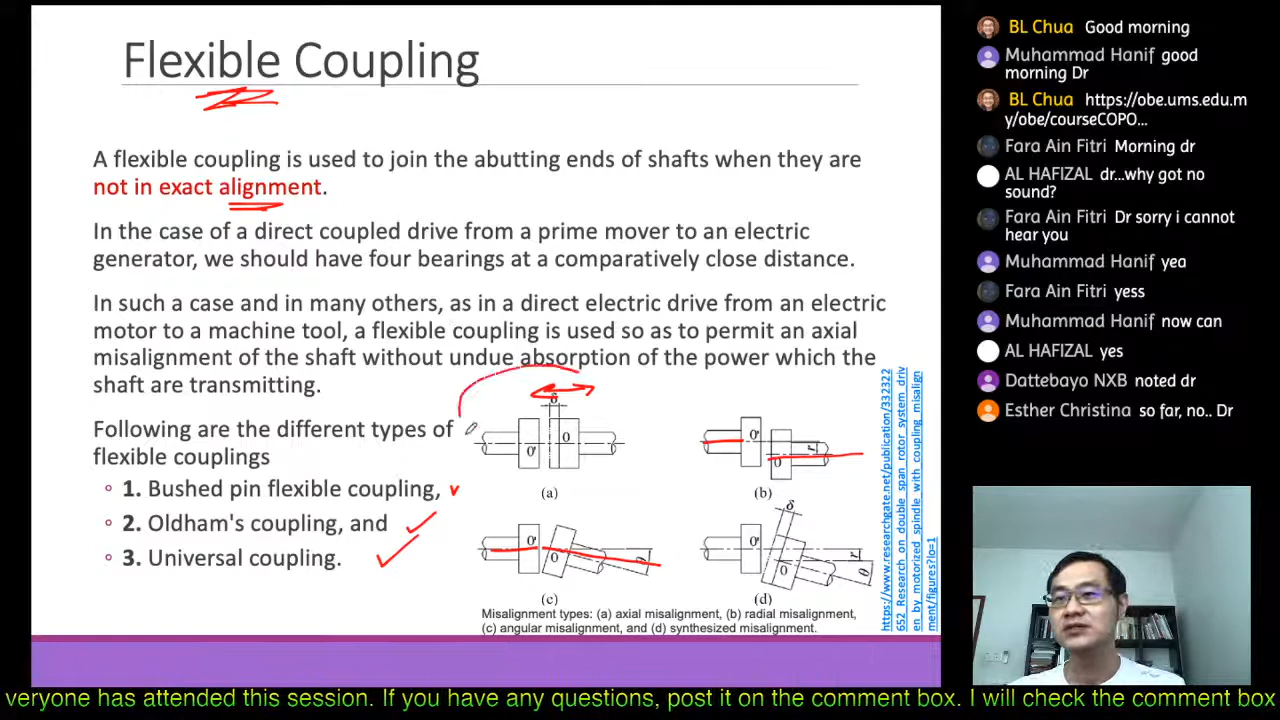 Flexible Coupling
A flexible coupling is used to join the abutting ends of shafts when they are
not in exact alignment.
In the case of a direct coupled drive from a prime mover to an electric
generator, we should have four bearings at a comparatively close distance.
In such a case and in many others, as in a direct electric drive from an electric
motor to a machine tool, a flexible coupling is used so as to permit an axial
misalignment of the shaft without undue absorption of the power which the
shaft are transmitting.
Following are the different types of
flexible couplings
1. Bushed pin flexible coupling,
2. Oldham's coupling, and
3. Universal coupling.
δ
O'
O
(a)
O'
O
r
(b)
O'
O
θ
(c)
δ
O'
O
r
θ
(d)
Misalignment types: (a) axial misalignment, (b) radial misalignment,
(c) angular misalignment, and (d) synthesized misalignment.
https://www.researchgate.net/publication/332322
652_Research_on_double_span_rotor_system_driv
en_by_motorized_spindle_with_coupling_misalign
ment/figures?lo=1
BL Chua Good morning
Muhammad Hanif good
morning Dr
BL Chua https://obe.ums.edu.m
y/obe/courseCOPO...
Fara Ain Fitri Morning dr
AL HAFIZAL dr...why got no
sound?
Fara Ain Fitri Dr sorry i cannot
hear you
Muhammad Hanif yea
Fara Ain Fitri yess
Muhammad Hanif now can
AL HAFIZAL yes
Dattebayo NXB noted dr
Esther Christina so far, no.. Dr
veryone has attended this session. If you have any questions, post it on the comment box. I will check the comment box